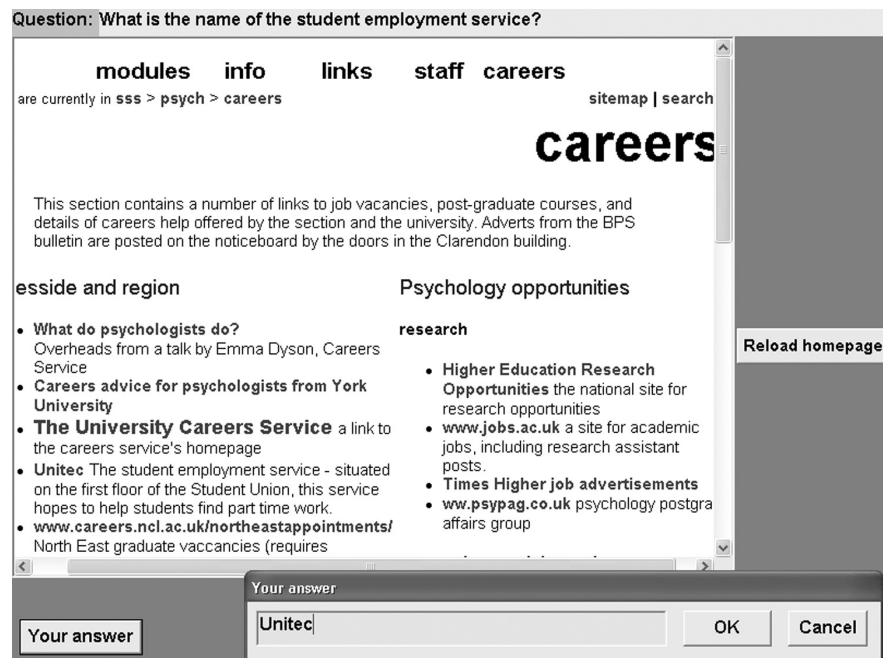 Question: What is the name of the student employment service?
modules info links staff careers
are currently in sss > psych > careers
sitemap | search
careers
This section contains a number of links to job vacancies, post-graduate courses, and
details of careers help offered by the section and the university. Adverts from the BPS
bulletin are posted on the noticeboard by the doors in the Clarendon building.
esside and region
• What do psychologists do?
Overheads from a talk by Emma Dyson, Careers
Service
• Careers advice for psychologists from York
University
• The University Careers Service a link to
the careers service's homepage
• Unitec The student employment service - situated
on the first floor of the Student Union, this service
hopes to help students find part time work.
• www.careers.ncl.ac.uk/northeastappointments/
North East graduate vaccancies (requires
Psychology opportunities
research
• Higher Education Research
Opportunities the national site for
research opportunities
• www.jobs.ac.uk a site for academic
jobs, including research assistant
posts.
• Times Higher job advertisements
• ww.psypag.co.uk psychology postgra
affairs group
Reload homepage
Your answer
Your answer
Unitec
OK
Cancel